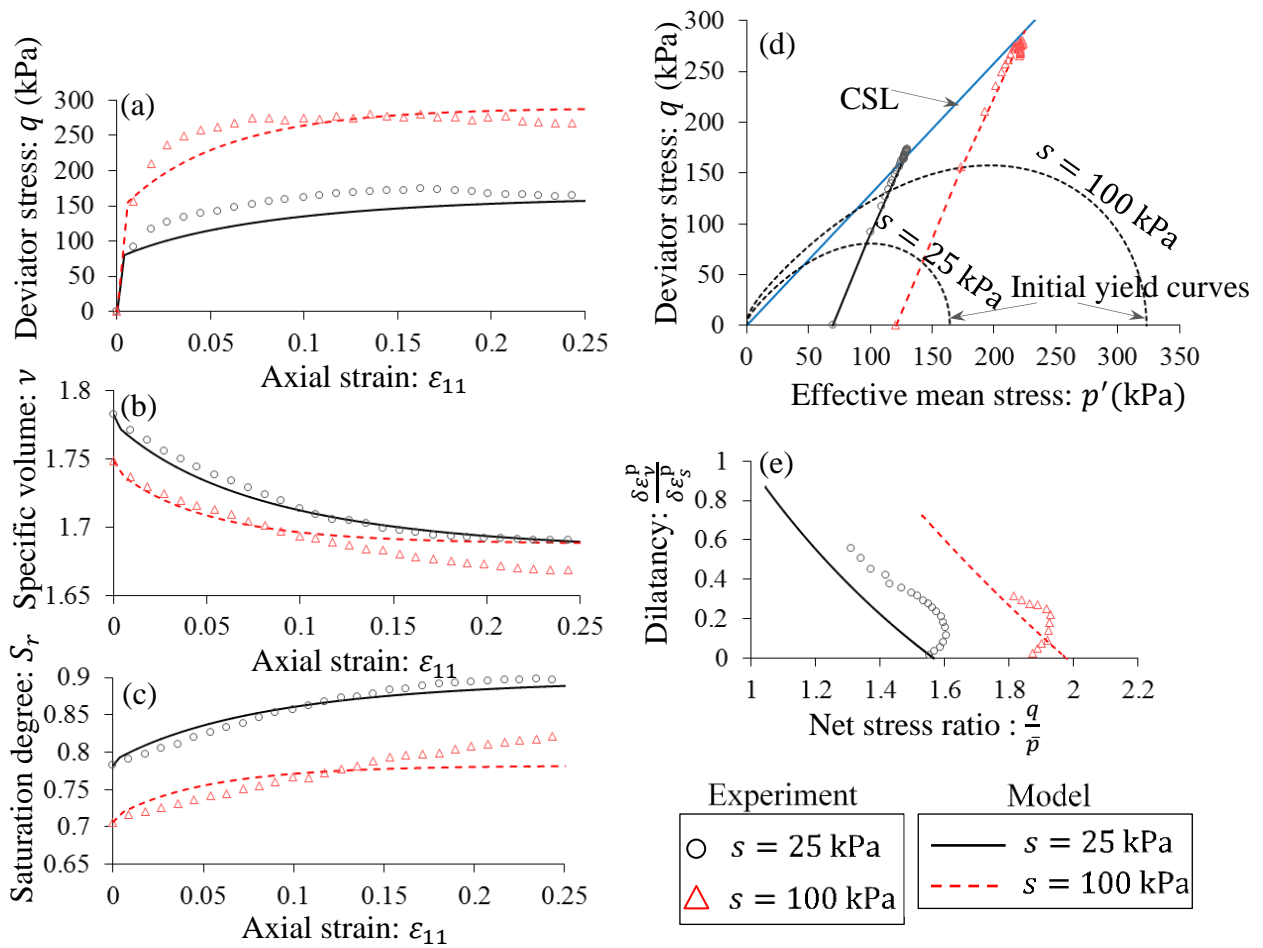 (a)
Deviator stress: q (kPa)
300
250
200
150
100
50
0
0 0.05 0.1 0.15 0.2 0.25
Axial strain: ε₁₁
(b)
Specific volume: ν
1.8
1.75
1.7
1.65
0 0.05 0.1 0.15 0.2 0.25
Axial strain: ε₁₁
(c)
Saturation degree: Sᵣ
0.9
0.85
0.8
0.75
0.7
0.65
0 0.05 0.1 0.15 0.2 0.25
Axial strain: ε₁₁
(d)
Deviator stress: q (kPa)
300
250
200
150
100
50
0
CSL
s = 100 kPa
s = 25 kPa
Initial yield curves
0 50 100 150 200 250 300 350
Effective mean stress: p′(kPa)
(e)
Dilatancy: δεᵥᵖ/δεₛᵖ
1
0.8
0.6
0.4
0.2
0
1 1.2 1.4 1.6 1.8 2 2.2
Net stress ratio : q/p̄
Experiment
s = 25 kPa
s = 100 kPa
Model
s = 25 kPa
s = 100 kPa